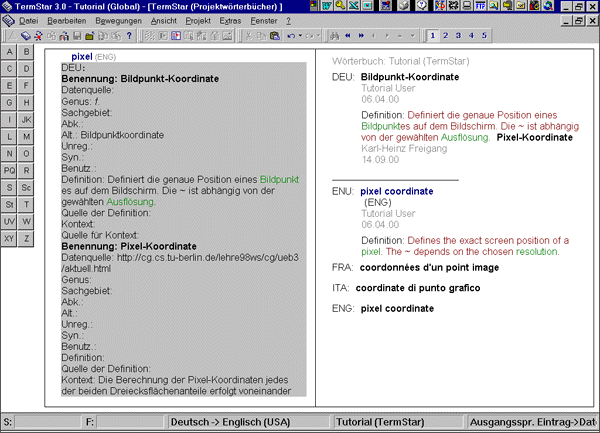 TermStar 3.0 - Tutorial (Global) - [TermStar (Projektwörterbücher) ]
Datei Bearbeiten Bewegungen Ansicht Projekt Extras Fenster ?
1 2 3 4 5
A B
C D
E F
G H
I JK
L M
N O
PQ R
S Sc
St T
UV W
XY Z
pixel (ENG)
DEU:
Benennung: Bildpunkt-Koordinate
Datenquelle:
Genus: f.
Sachgebiet:
Abk.:
Alt.: Bildpunktkoordinate
Unreg.:
Syn.:
Benutz.:
Definition: Definiert die genaue Position eines Bildpunkt
es auf dem Bildschirm. Die ~ ist abhängig von der
gewählten Auflösung.
Quelle der Definition:
Kontext:
Quelle für Kontext:
Benennung: Pixel-Koordinate
Datenquelle: http://cg.cs.tu-berlin.de/lehre98ws/cg/ueb3
/aktuell.html
Genus:
Sachgebiet:
Abk.:
Alt.:
Unreg.:
Syn.:
Benutz.:
Definition:
Quelle der Definition:
Kontext: Die Berechnung der Pixel-Koordinaten jedes
der beiden Dreiecksflächenanteile erfolgt voneinander
Wörterbuch: Tutorial (TermStar)
DEU: Bildpunkt-Koordinate
Tutorial User
06.04.00
Definition: Definiert die genaue Position eines
Bildpunktes auf dem Bildschirm. Die ~ ist abhängig
von der gewählten Auflösung. Pixel-Koordinate
Karl-Heinz Freigang
14.09.00
ENU: pixel coordinate
(ENG)
Tutorial User
06.04.00
Definition: Defines the exact screen position of a
pixel. The ~ depends on the chosen resolution.
FRA: coordonnées d'un point image
ITA: coordinate di punto grafico
ENG: pixel coordinate
S: F: Deutsch -> Englisch (USA) Tutorial (TermStar) Ausgangsspr. Eintrag->Dat